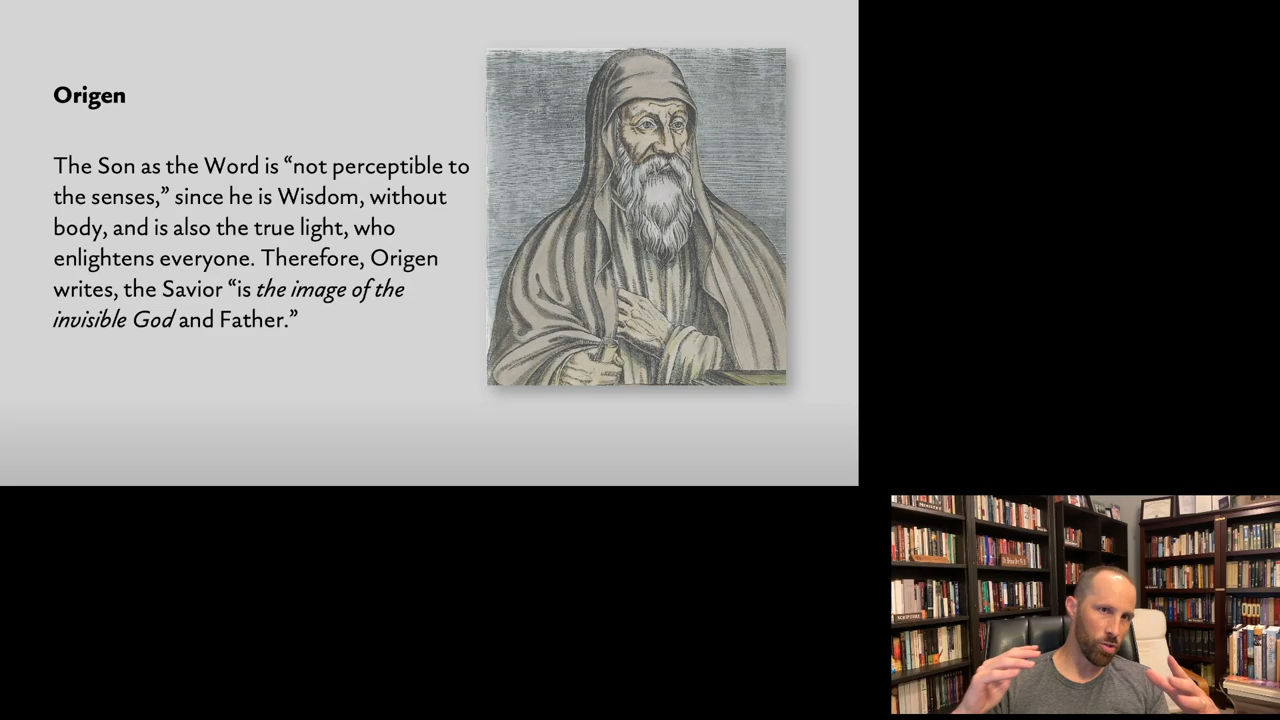 Origen
The Son as the Word is “not perceptible to
the senses,” since he is Wisdom, without
body, and is also the true light, who
enlightens everyone. Therefore, Origen
writes, the Savior “is the image of the
invisible God and Father.”
SCRIPTURE